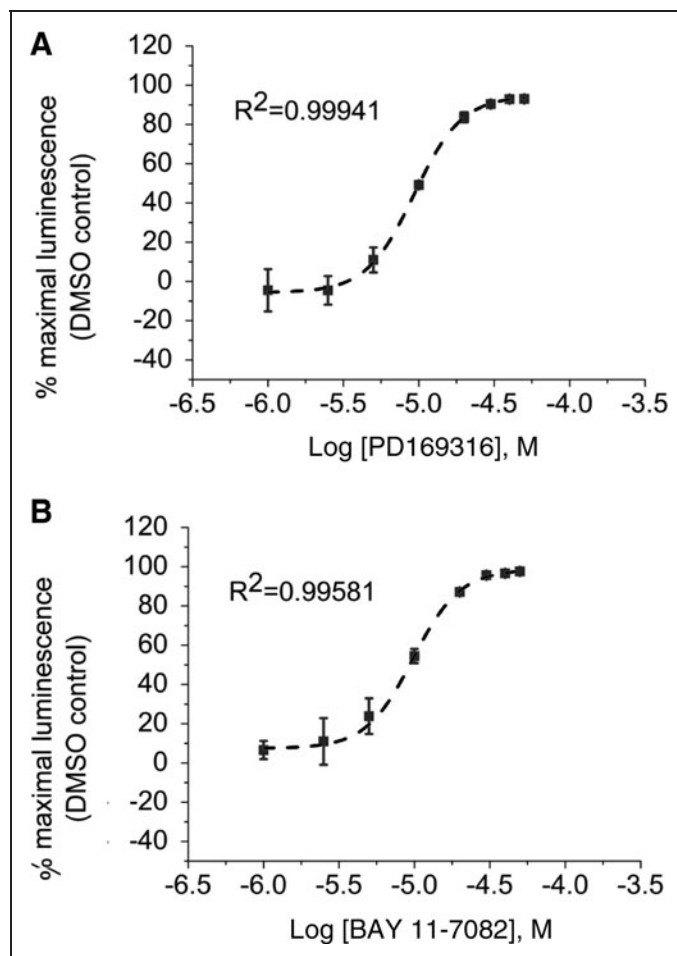 A
120
100
80
60
40
20
0
-20
-40
R²=0.99941
% maximal luminescence
(DMSO control)
-6.5 -6.0 -5.5 -5.0 -4.5 -4.0 -3.5
Log [PD169316], M
B
120
100
80
60
40
20
0
-20
-40
R²=0.99581
% maximal luminescence
(DMSO control)
-6.5 -6.0 -5.5 -5.0 -4.5 -4.0 -3.5
Log [BAY 11-7082], M